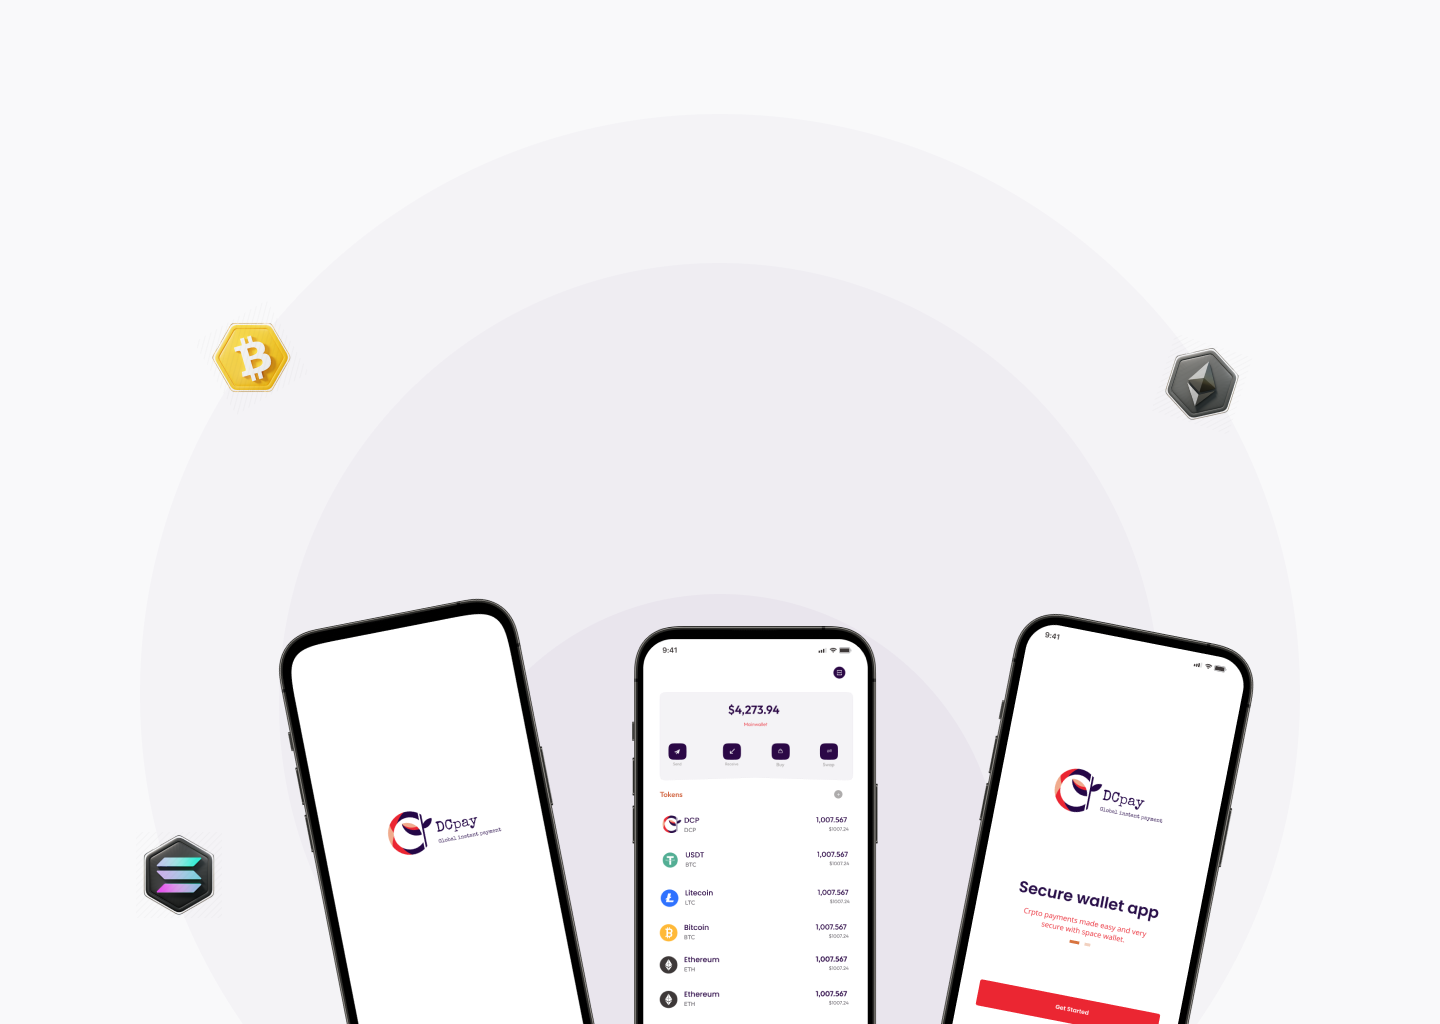 DCpay
Global instant payment
9:41
$4,273.94
Main wallet
Send
Receive
Buy
Swap
Tokens
DCP
DCP
1,007.567
$1007.24
USDT
BTC
1,007.567
$1007.24
Litecoin
LTC
1,007.567
$1007.24
Bitcoin
BTC
1,007.567
$1007.24
Ethereum
ETH
1,007.567
$1007.24
Ethereum
ETH
1,007.567
$1007.24
9:41
DCpay
Global instant payment
Secure wallet app
Crpto payments made easy and very
secure with space wallet.
Get Started